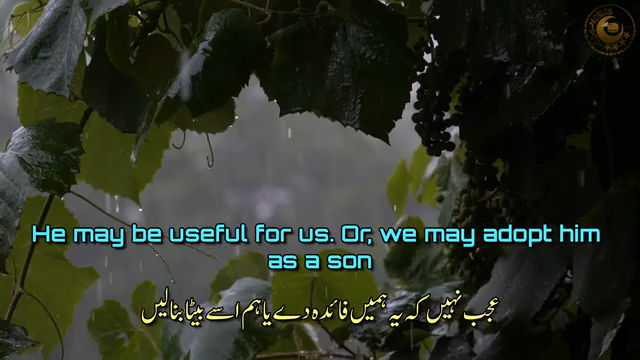 He may be useful for us. Or, we may adopt him
as a son
عجب نہیں کہ یہ ہمیں فائدہ دے یا ہم اسے بیٹا بنالیں